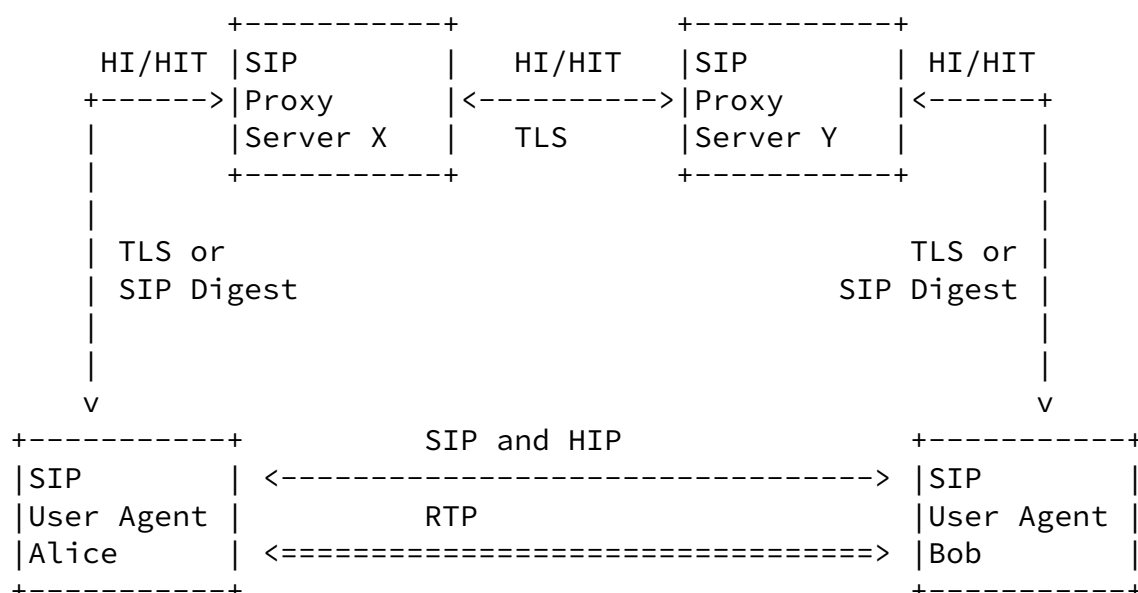 +-----------+                        +-----------+
     HI/HIT |SIP        |   HI/HIT   |SIP        | HI/HIT
    +------>|Proxy      |<---------->|Proxy      |<------+
    |       |Server X   |   TLS      |Server Y   |       |
            +-----------+            +-----------+
    | TLS or                                      TLS or |
    | SIP Digest                              SIP Digest |
    v                                                    v
+-----------+          SIP and HIP                +-----------+
|SIP        | <---------------------------------> |SIP        |
|User Agent |          RTP                        |User Agent |
|Alice      | <=================================> |Bob        |
+-----------+                                     +-----------+